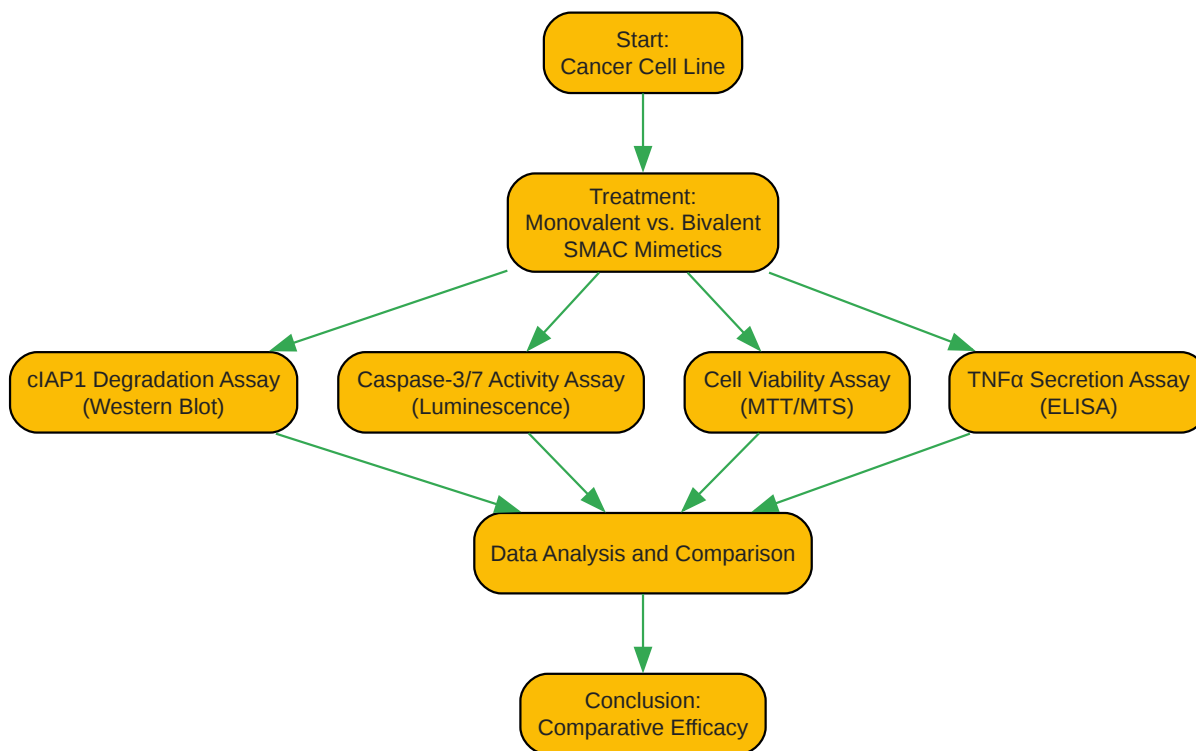 Start:
Cancer Cell Line
Treatment:
Monovalent vs. Bivalent
SMAC Mimetics
cIAP1 Degradation Assay
(Western Blot)
Caspase-3/7 Activity Assay
(Luminescence)
Cell Viability Assay
(MTT/MTS)
TNFα Secretion Assay
(ELISA)
Data Analysis and Comparison
Conclusion:
Comparative Efficacy